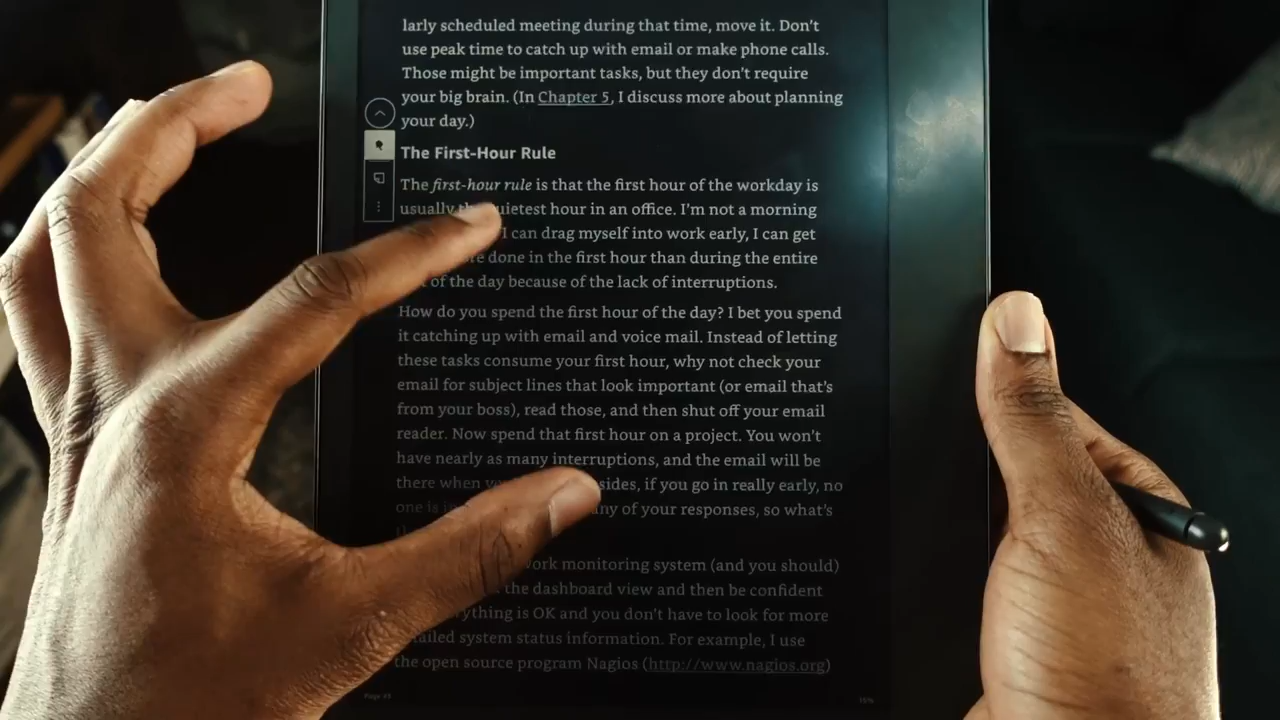 larly scheduled meeting during that time, move it. Don't
use peak time to catch up with email or make phone calls.
Those might be important tasks, but they don't require
your big brain. (In Chapter 5, I discuss more about planning
your day.)
The First-Hour Rule
The first-hour rule is that the first hour of the workday is
usually the quietest hour in an office. I'm not a morning
I can drag myself into work early, I can get
done in the first hour than during the entire
of the day because of the lack of interruptions.
How do you spend the first hour of the day? I bet you spend
it catching up with email and voice mail. Instead of letting
these tasks consume your first hour, why not check your
email for subject lines that look important (or email that's
from your boss), read those, and then shut off your email
reader. Now spend that first hour on a project. You won't
have nearly as many interruptions, and the email will be
there when if you go in really early, no
one is of your responses, so what's
monitoring system (and you should)
the dashboard view and then be confident
is OK and you don't have to look for more
system status information. For example, I use
the open source program Nagios (http://www.nagios.org)